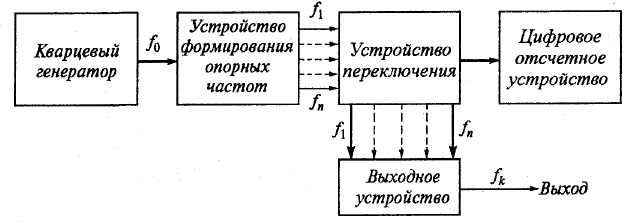 Кварцевый
генератор
f0
Устройство
формирования
опорных
частот
f1
fn
Устройство
переключения
Цифровое
отсчетное
устройство
f1
fn
Выходное
устройство
fk
Выход